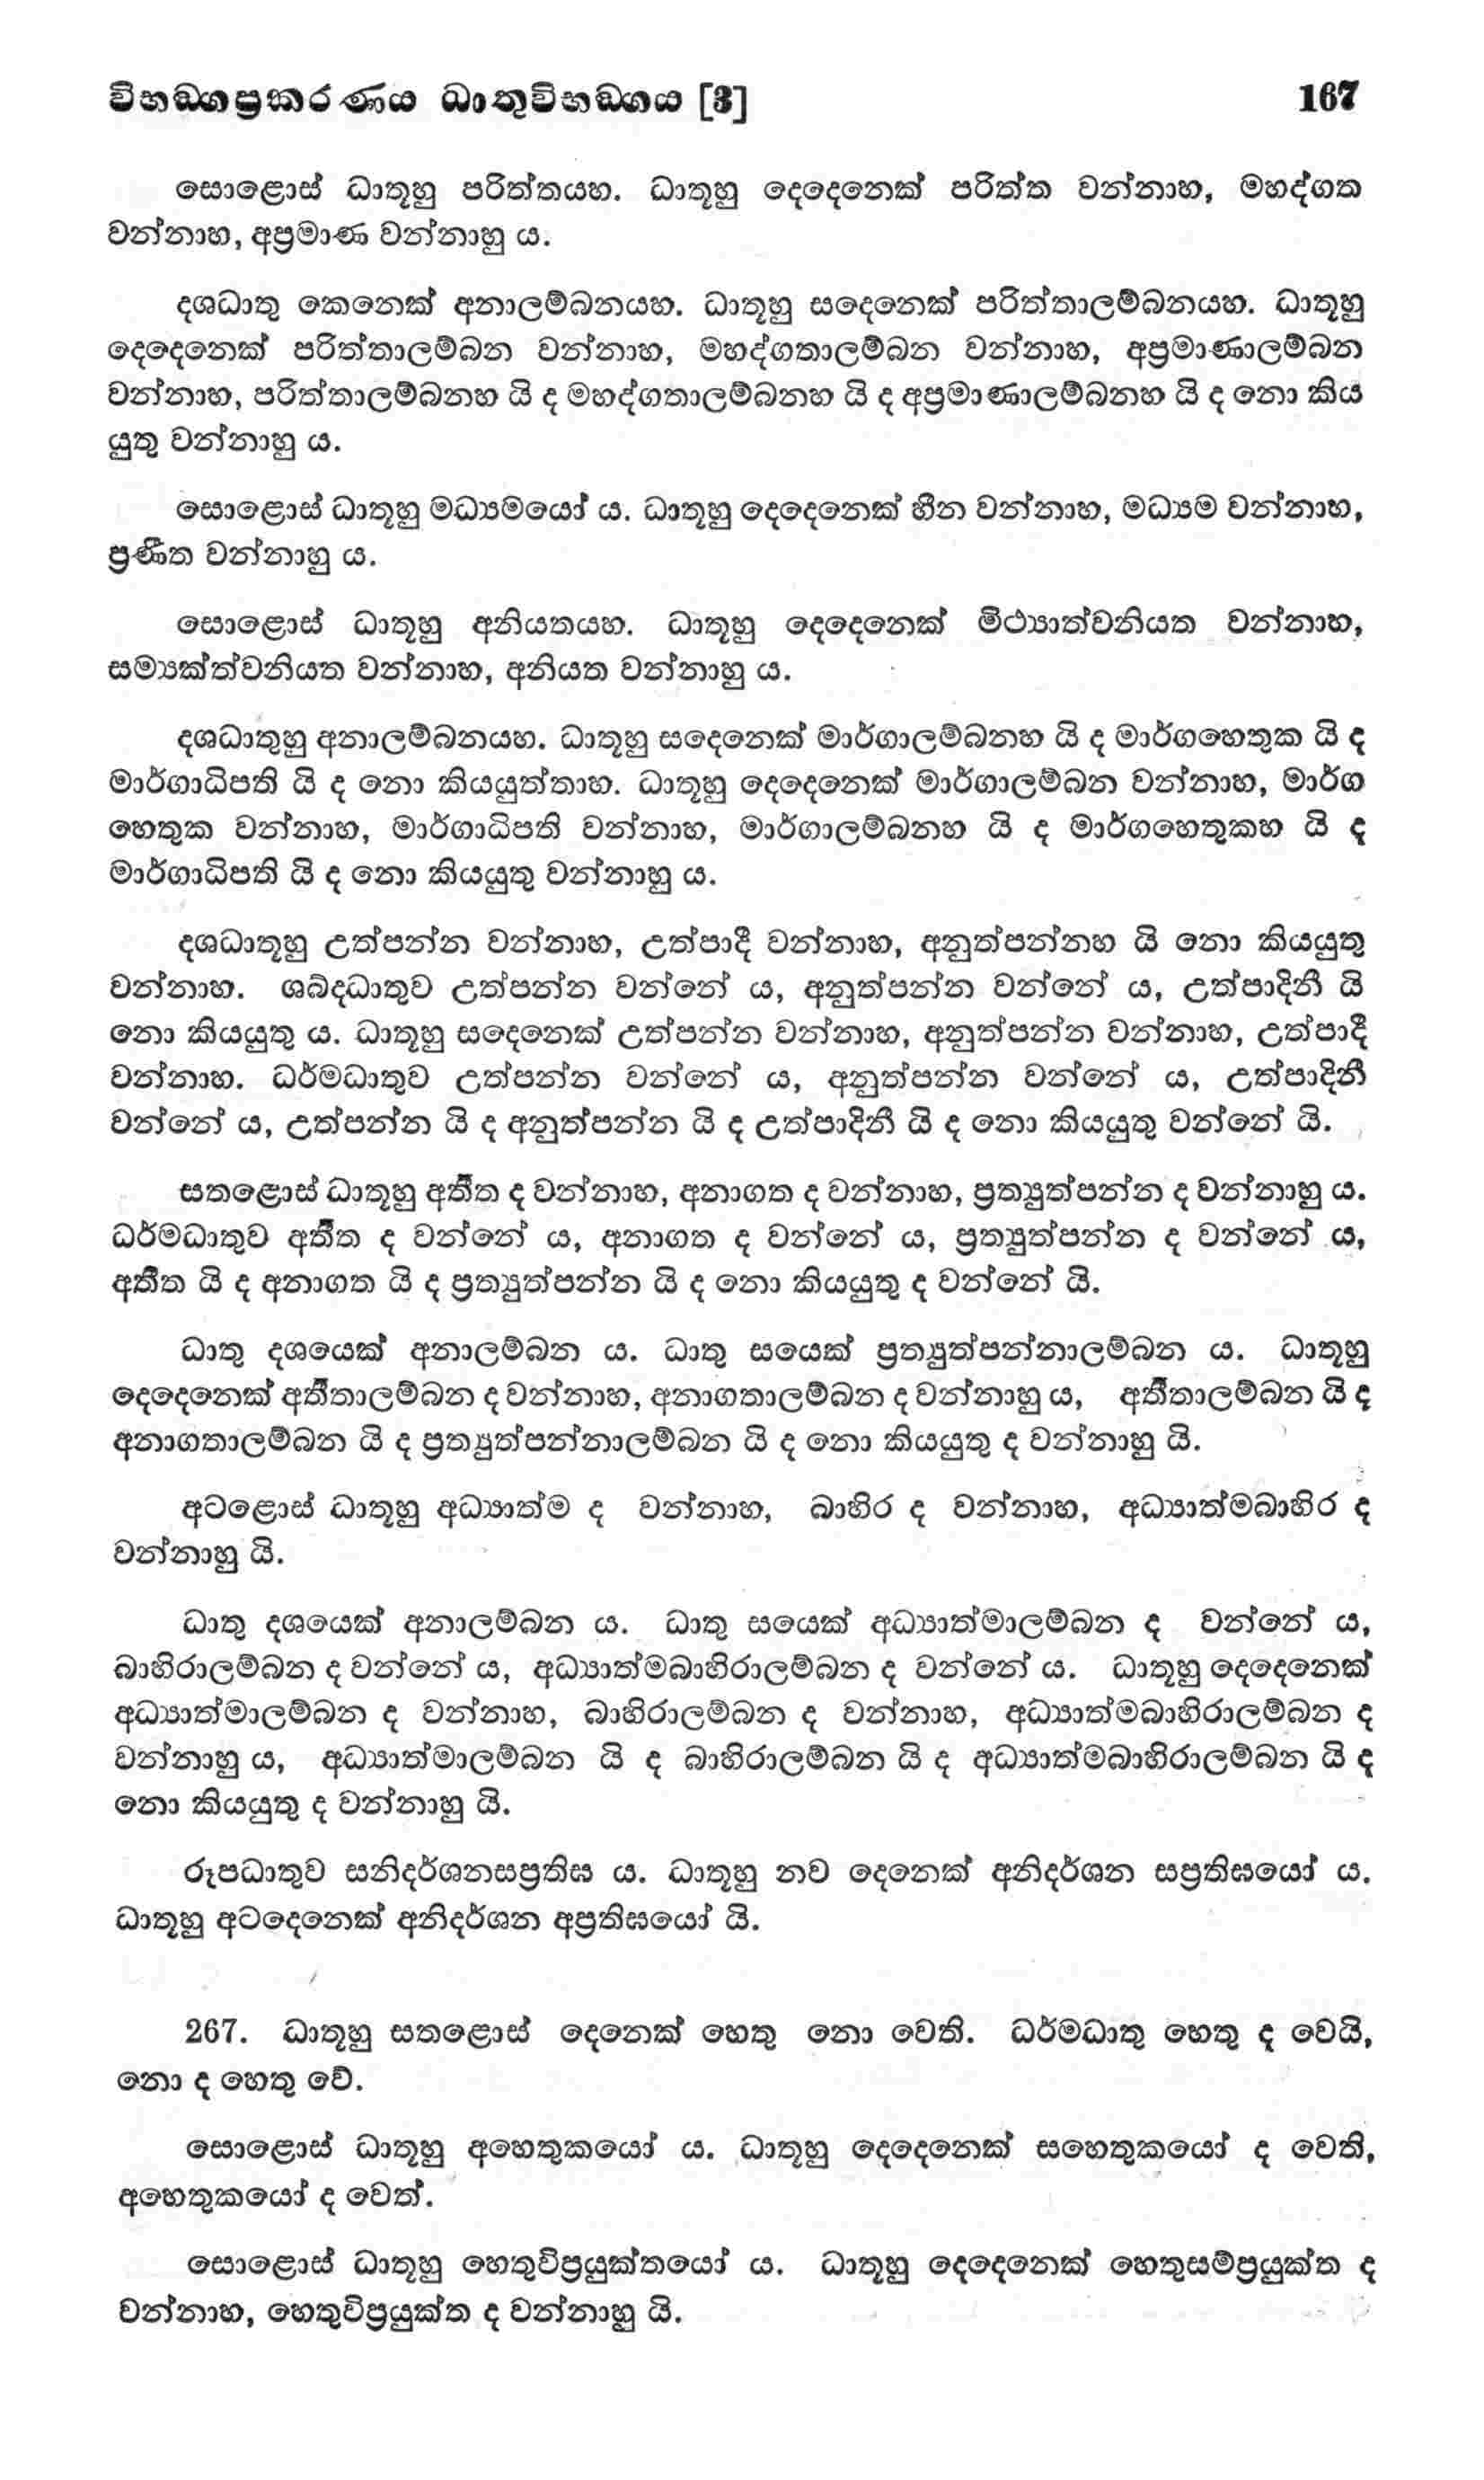 විභඞ්ගප්‍රකරණය ධාතුවිභඞ්ගය [3] 167
සොළොස් ධාතූහු පරිත්තයහ. ධාතූහු දෙදෙනෙක් පරිත්ත වන්නාහ, මහද්ගත
වන්නාහ, අප්‍රමාණ වන්නාහු ය.
දශධාතු කෙනෙක් අනාලම්බනයහ. ධාතූහු සදෙනෙක් පරිත්තාලම්බනයහ. ධාතූහු
දෙදෙනෙක් පරිත්තාලම්බන වන්නාහ, මහද්ගතාලම්බන වන්නාහ, අප්‍රමාණාලම්බන
වන්නාහ, පරිත්තාලම්බනහ යි ද මහද්ගතාලම්බනහ යි ද අප්‍රමාණාලම්බනහ යි ද නො කිය
යුතු වන්නාහු ය.
සොළොස් ධාතූහු මධ්‍යමයෝ ය. ධාතූහු දෙදෙනෙක් හීන වන්නාහ, මධ්‍යම වන්නාහ,
ප්‍රණීත වන්නාහු ය.
සොළොස් ධාතූහු අනියතයහ. ධාතූහු දෙදෙනෙක් මිථ්‍යාත්වනියත වන්නාහ,
සම්‍යක්ත්වනියත වන්නාහ, අනියත වන්නාහු ය.
දශධාතුහු අනාලම්බනයහ. ධාතූහු සදෙනෙක් මාර්ගාලම්බනහ යි ද මාර්ගහෙතුක යි ද
මාර්ගාධිපති යි ද නො කියයුත්තාහ. ධාතූහු දෙදෙනෙක් මාර්ගාලම්බන වන්නාහ, මාර්ග
හෙතුක වන්නාහ, මාර්ගාධිපති වන්නාහ, මාර්ගාලම්බනහ යි ද මාර්ගහෙතුකහ යි ද
මාර්ගාධිපති යි ද නො කියයුතු වන්නාහු ය.
දශධාතූහු උත්පන්න වන්නාහ, උත්පාදී වන්නාහ, අනුත්පන්නහ යි නො කියයුතු
වන්නාහ. ශබ්දධාතුව උත්පන්න වන්නේ ය, අනුත්පන්න වන්නේ ය, උත්පාදිනී යි
නො කියයුතු ය. ධාතූහු සදෙනෙක් උත්පන්න වන්නාහ, අනුත්පන්න වන්නාහ, උත්පාදී
වන්නාහ. ධර්මධාතුව උත්පන්න වන්නේ ය, අනුත්පන්න වන්නේ ය, උත්පාදිනී
වන්නේ ය, උත්පන්න යි ද අනුත්පන්න යි ද උත්පාදිනී යි ද නො කියයුතු වන්නේ යි.
සතළොස් ධාතූහු අතීත ද වන්නාහ, අනාගත ද වන්නාහ, ප්‍රත්‍යුත්පන්න ද වන්නාහු ය.
ධර්මධාතුව අතීත ද වන්නේ ය, අනාගත ද වන්නේ ය, ප්‍රත්‍යුත්පන්න ද වන්නේ ය,
අතීත යි ද අනාගත යි ද ප්‍රත්‍යුත්පන්න යි ද නො කියයුතු ද වන්නේ යි.
ධාතු දශයෙක් අනාලම්බන ය. ධාතු සයෙක් ප්‍රත්‍යුත්පන්නාලම්බන ය. ධාතූහු
දෙදෙනෙක් අතීතාලම්බන ද වන්නාහ, අනාගතාලම්බන ද වන්නාහු ය, අතීතාලම්බන යි ද
අනාගතාලම්බන යි ද ප්‍රත්‍යුත්පන්නාලම්බන යි ද නො කියයුතු ද වන්නාහු යි.
අටළොස් ධාතූහු අධ්‍යාත්ම ද වන්නාහ, බාහිර ද වන්නාහ, අධ්‍යාත්මබාහිර ද
වන්නාහු යි.
ධාතු දශයෙක් අනාලම්බන ය. ධාතු සයෙක් අධ්‍යාත්මාලම්බන ද වන්නේ ය,
බාහිරාලම්බන ද වන්නේ ය, අධ්‍යාත්මබාහිරාලම්බන ද වන්නේ ය. ධාතූහු දෙදෙනෙක්
අධ්‍යාත්මාලම්බන ද වන්නාහ, බාහිරාලම්බන ද වන්නාහ, අධ්‍යාත්මබාහිරාලම්බන ද
වන්නාහු ය, අධ්‍යාත්මාලම්බන යි ද බාහිරාලම්බන යි ද අධ්‍යාත්මබාහිරාලම්බන යි ද
නො කියයුතු ද වන්නාහු යි.
රූපධාතුව සනිදර්ශනසප්‍රතිඝ ය. ධාතූහු නව දෙනෙක් අනිදර්ශන සප්‍රතිඝයෝ ය.
ධාතූහු අටදෙනෙක් අනිදර්ශන අප්‍රතිඝයෝ යි.
267. ධාතූහු සතළොස් දෙනෙක් හෙතු නො වෙති. ධර්මධාතු හෙතු ද වෙයි,
නො ද හෙතු වේ.
සොළොස් ධාතූහු අහෙතුකයෝ ය. ධාතූහු දෙදෙනෙක් සහෙතුකයෝ ද වෙති,
අහෙතුකයෝ ද වෙත්.
සොළොස් ධාතූහු හෙතුවිප්‍රයුක්තයෝ ය. ධාතූහු දෙදෙනෙක් හෙතුසම්ප්‍රයුක්ත ද
වන්නාහ, හෙතුවිප්‍රයුක්ත ද වන්නාහු යි.